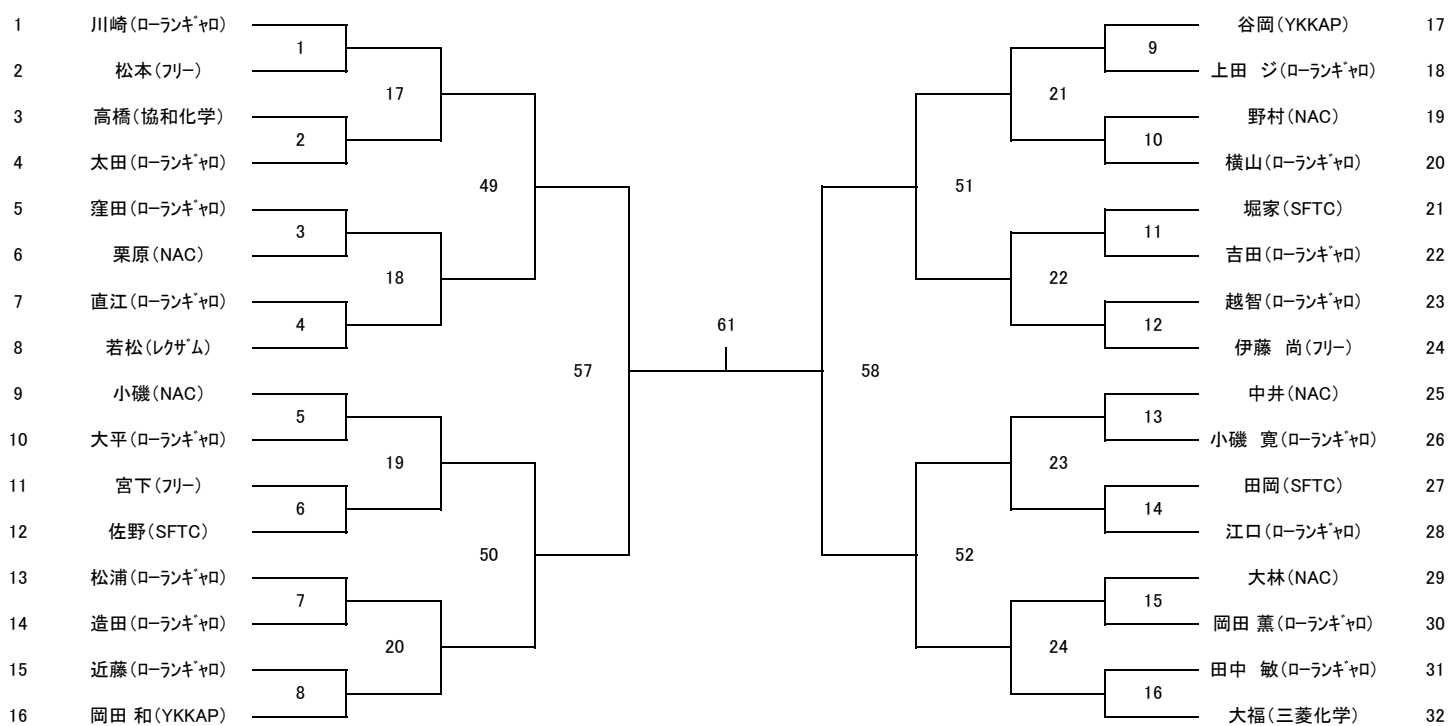 1 川崎(ﾛｰﾗﾝｷﾞｬﾛ)
1
2 松本(ﾌﾘｰ)
17
3 高橋(協和化学)
2
4 太田(ﾛｰﾗﾝｷﾞｬﾛ)
49
5 窪田(ﾛｰﾗﾝｷﾞｬﾛ)
3
6 栗原(NAC)
18
7 直江(ﾛｰﾗﾝｷﾞｬﾛ)
4
8 若松(ﾚｸｻﾞﾑ)
57
9 小磯(NAC)
5
10 大平(ﾛｰﾗﾝｷﾞｬﾛ)
19
11 宮下(ﾌﾘｰ)
6
12 佐野(SFTC)
50
13 松浦(ﾛｰﾗﾝｷﾞｬﾛ)
7
14 造田(ﾛｰﾗﾝｷﾞｬﾛ)
20
15 近藤(ﾛｰﾗﾝｷﾞｬﾛ)
8
16 岡田 和(YKKAP)
61
谷岡(YKKAP) 17
9
上田 ジ(ﾛｰﾗﾝｷﾞｬﾛ) 18
21
野村(NAC) 19
10
横山(ﾛｰﾗﾝｷﾞｬﾛ) 20
51
堀家(SFTC) 21
11
吉田(ﾛｰﾗﾝｷﾞｬﾛ) 22
22
越智(ﾛｰﾗﾝｷﾞｬﾛ) 23
12
伊藤 尚(ﾌﾘｰ) 24
58
中井(NAC) 25
13
小磯 寛(ﾛｰﾗﾝｷﾞｬﾛ) 26
23
田岡(SFTC) 27
14
江口(ﾛｰﾗﾝｷﾞｬﾛ) 28
52
大林(NAC) 29
15
岡田 薫(ﾛｰﾗﾝｷﾞｬﾛ) 30
24
田中 敏(ﾛｰﾗﾝｷﾞｬﾛ) 31
16
大福(三菱化学) 32